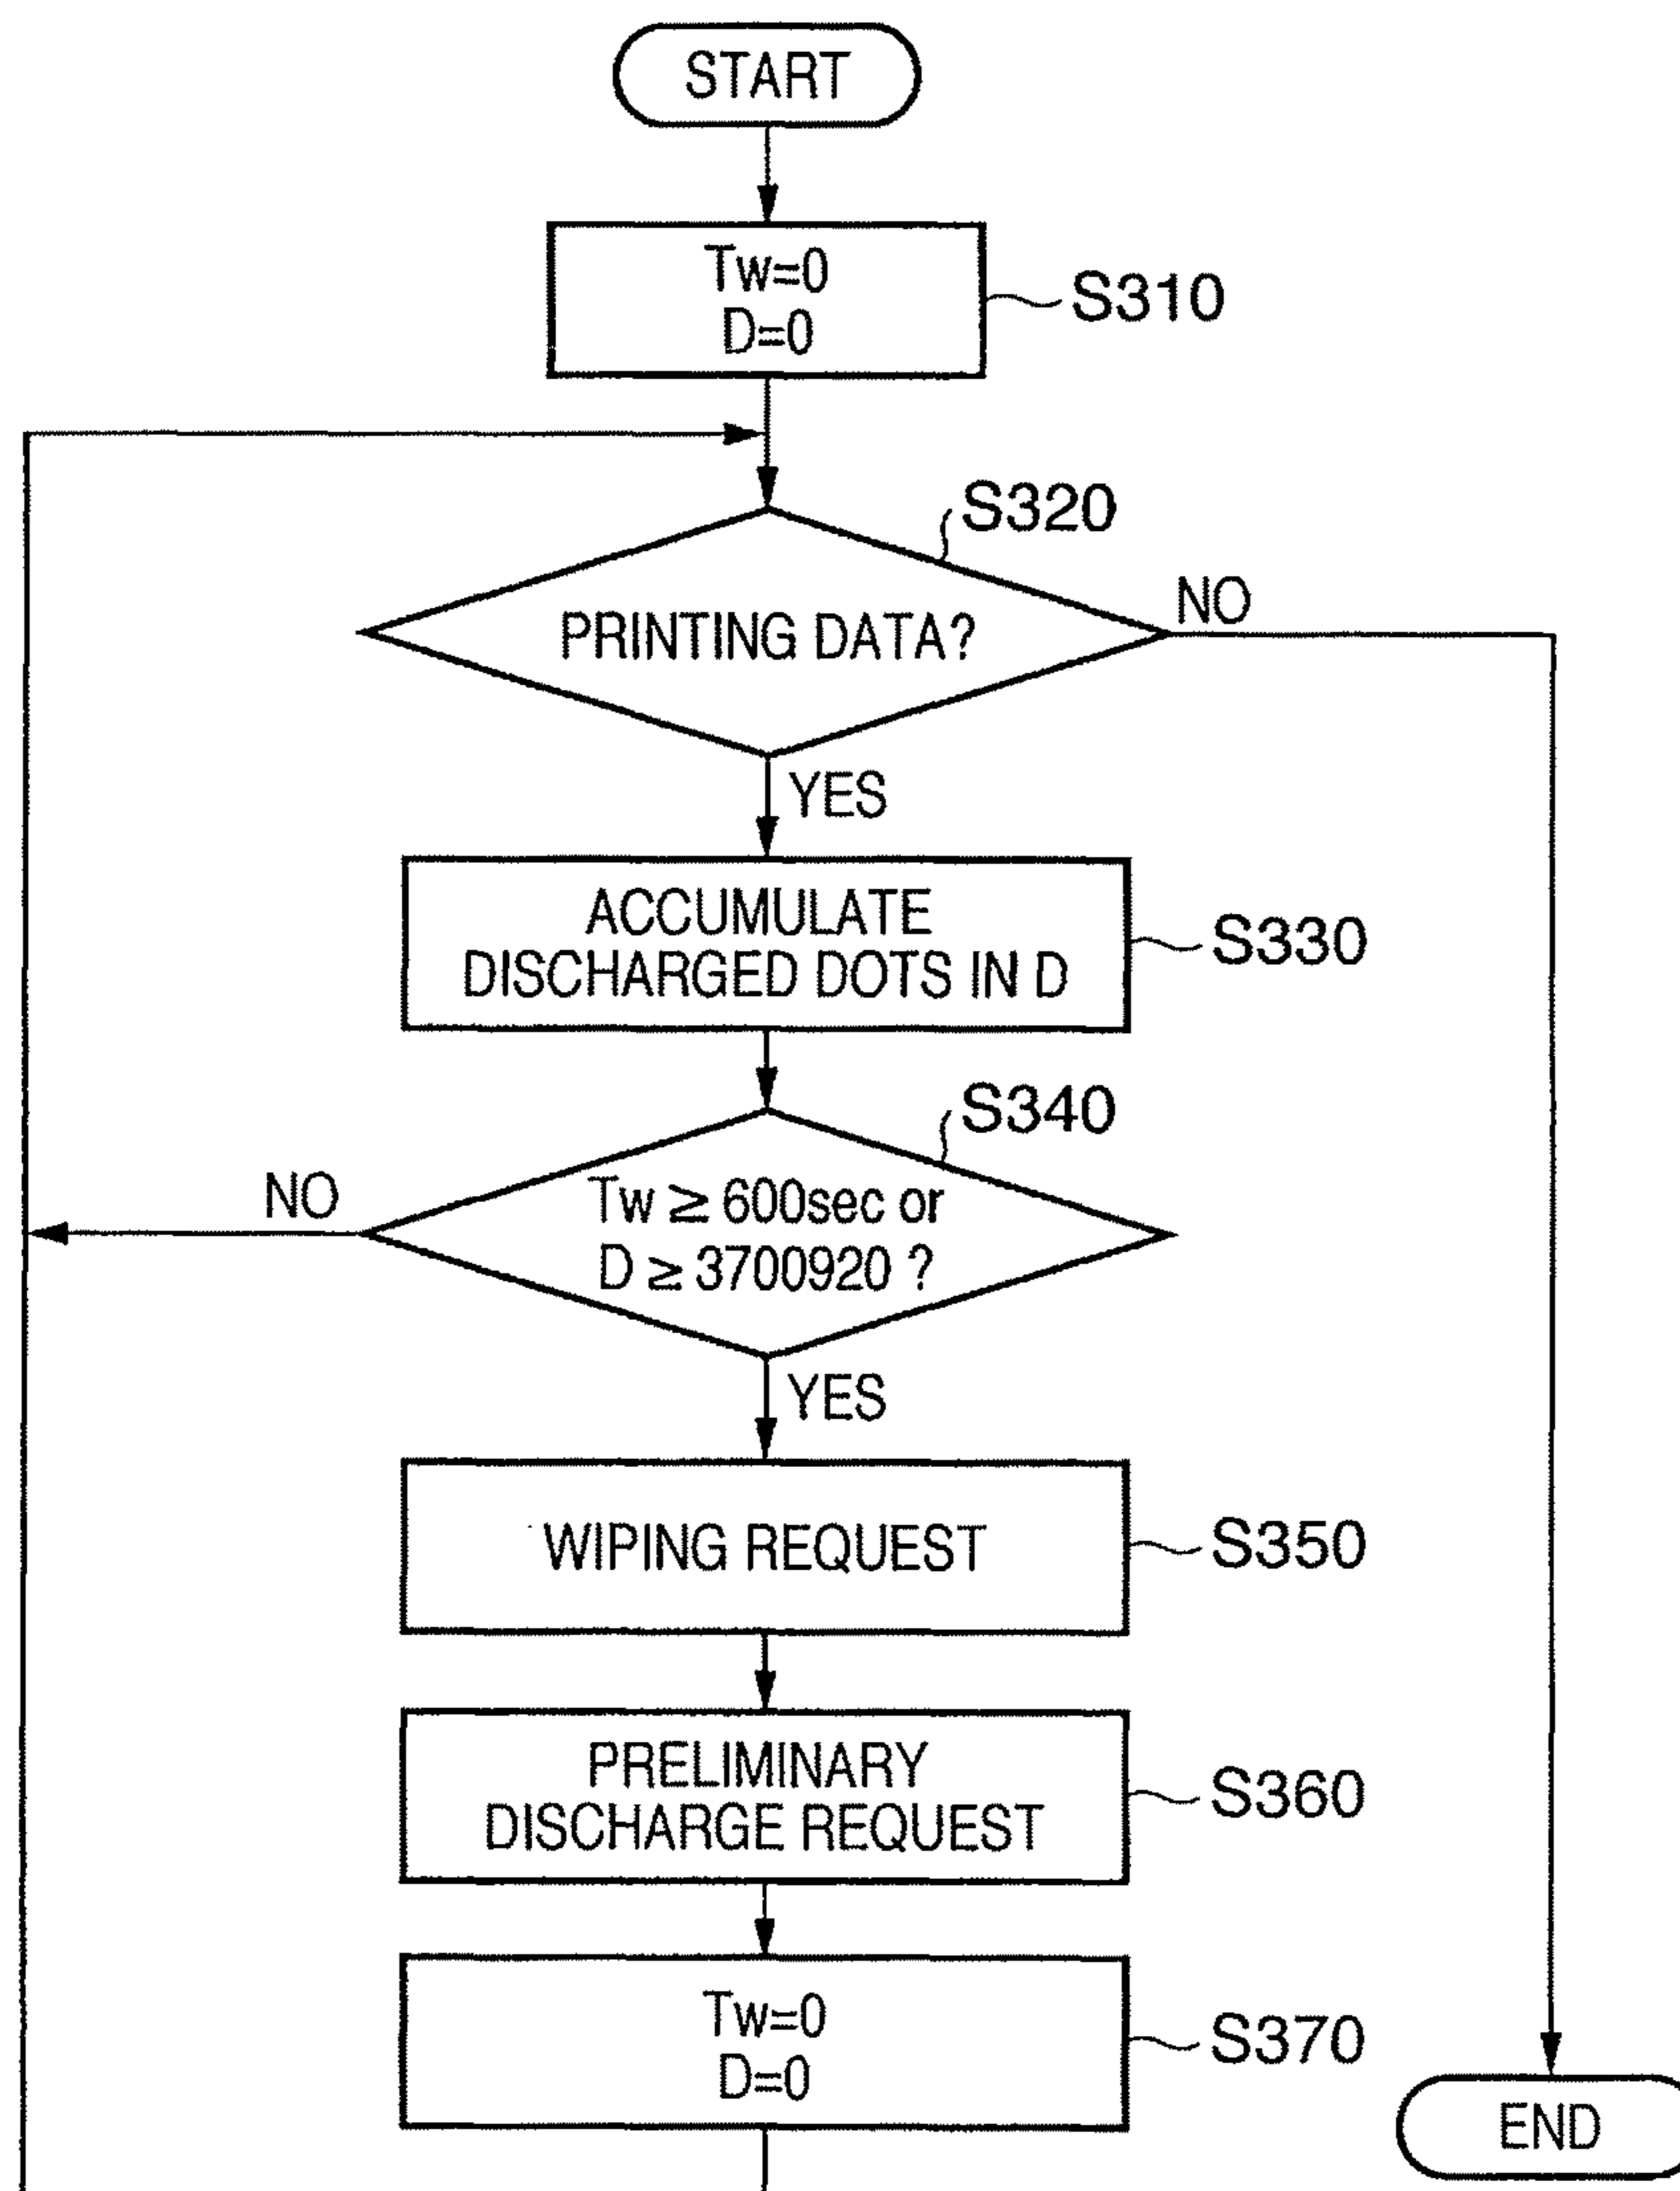 START
Tw=0
D=0
S310
S320
PRINTING DATA?
NO
YES
ACCUMULATE
DISCHARGED DOTS IN D
S330
S340
NO
Tw ≥ 600sec or
D ≥ 3700920 ?
YES
WIPING REQUEST
S350
PRELIMINARY
DISCHARGE REQUEST
S360
Tw=0
D=0
S370
END